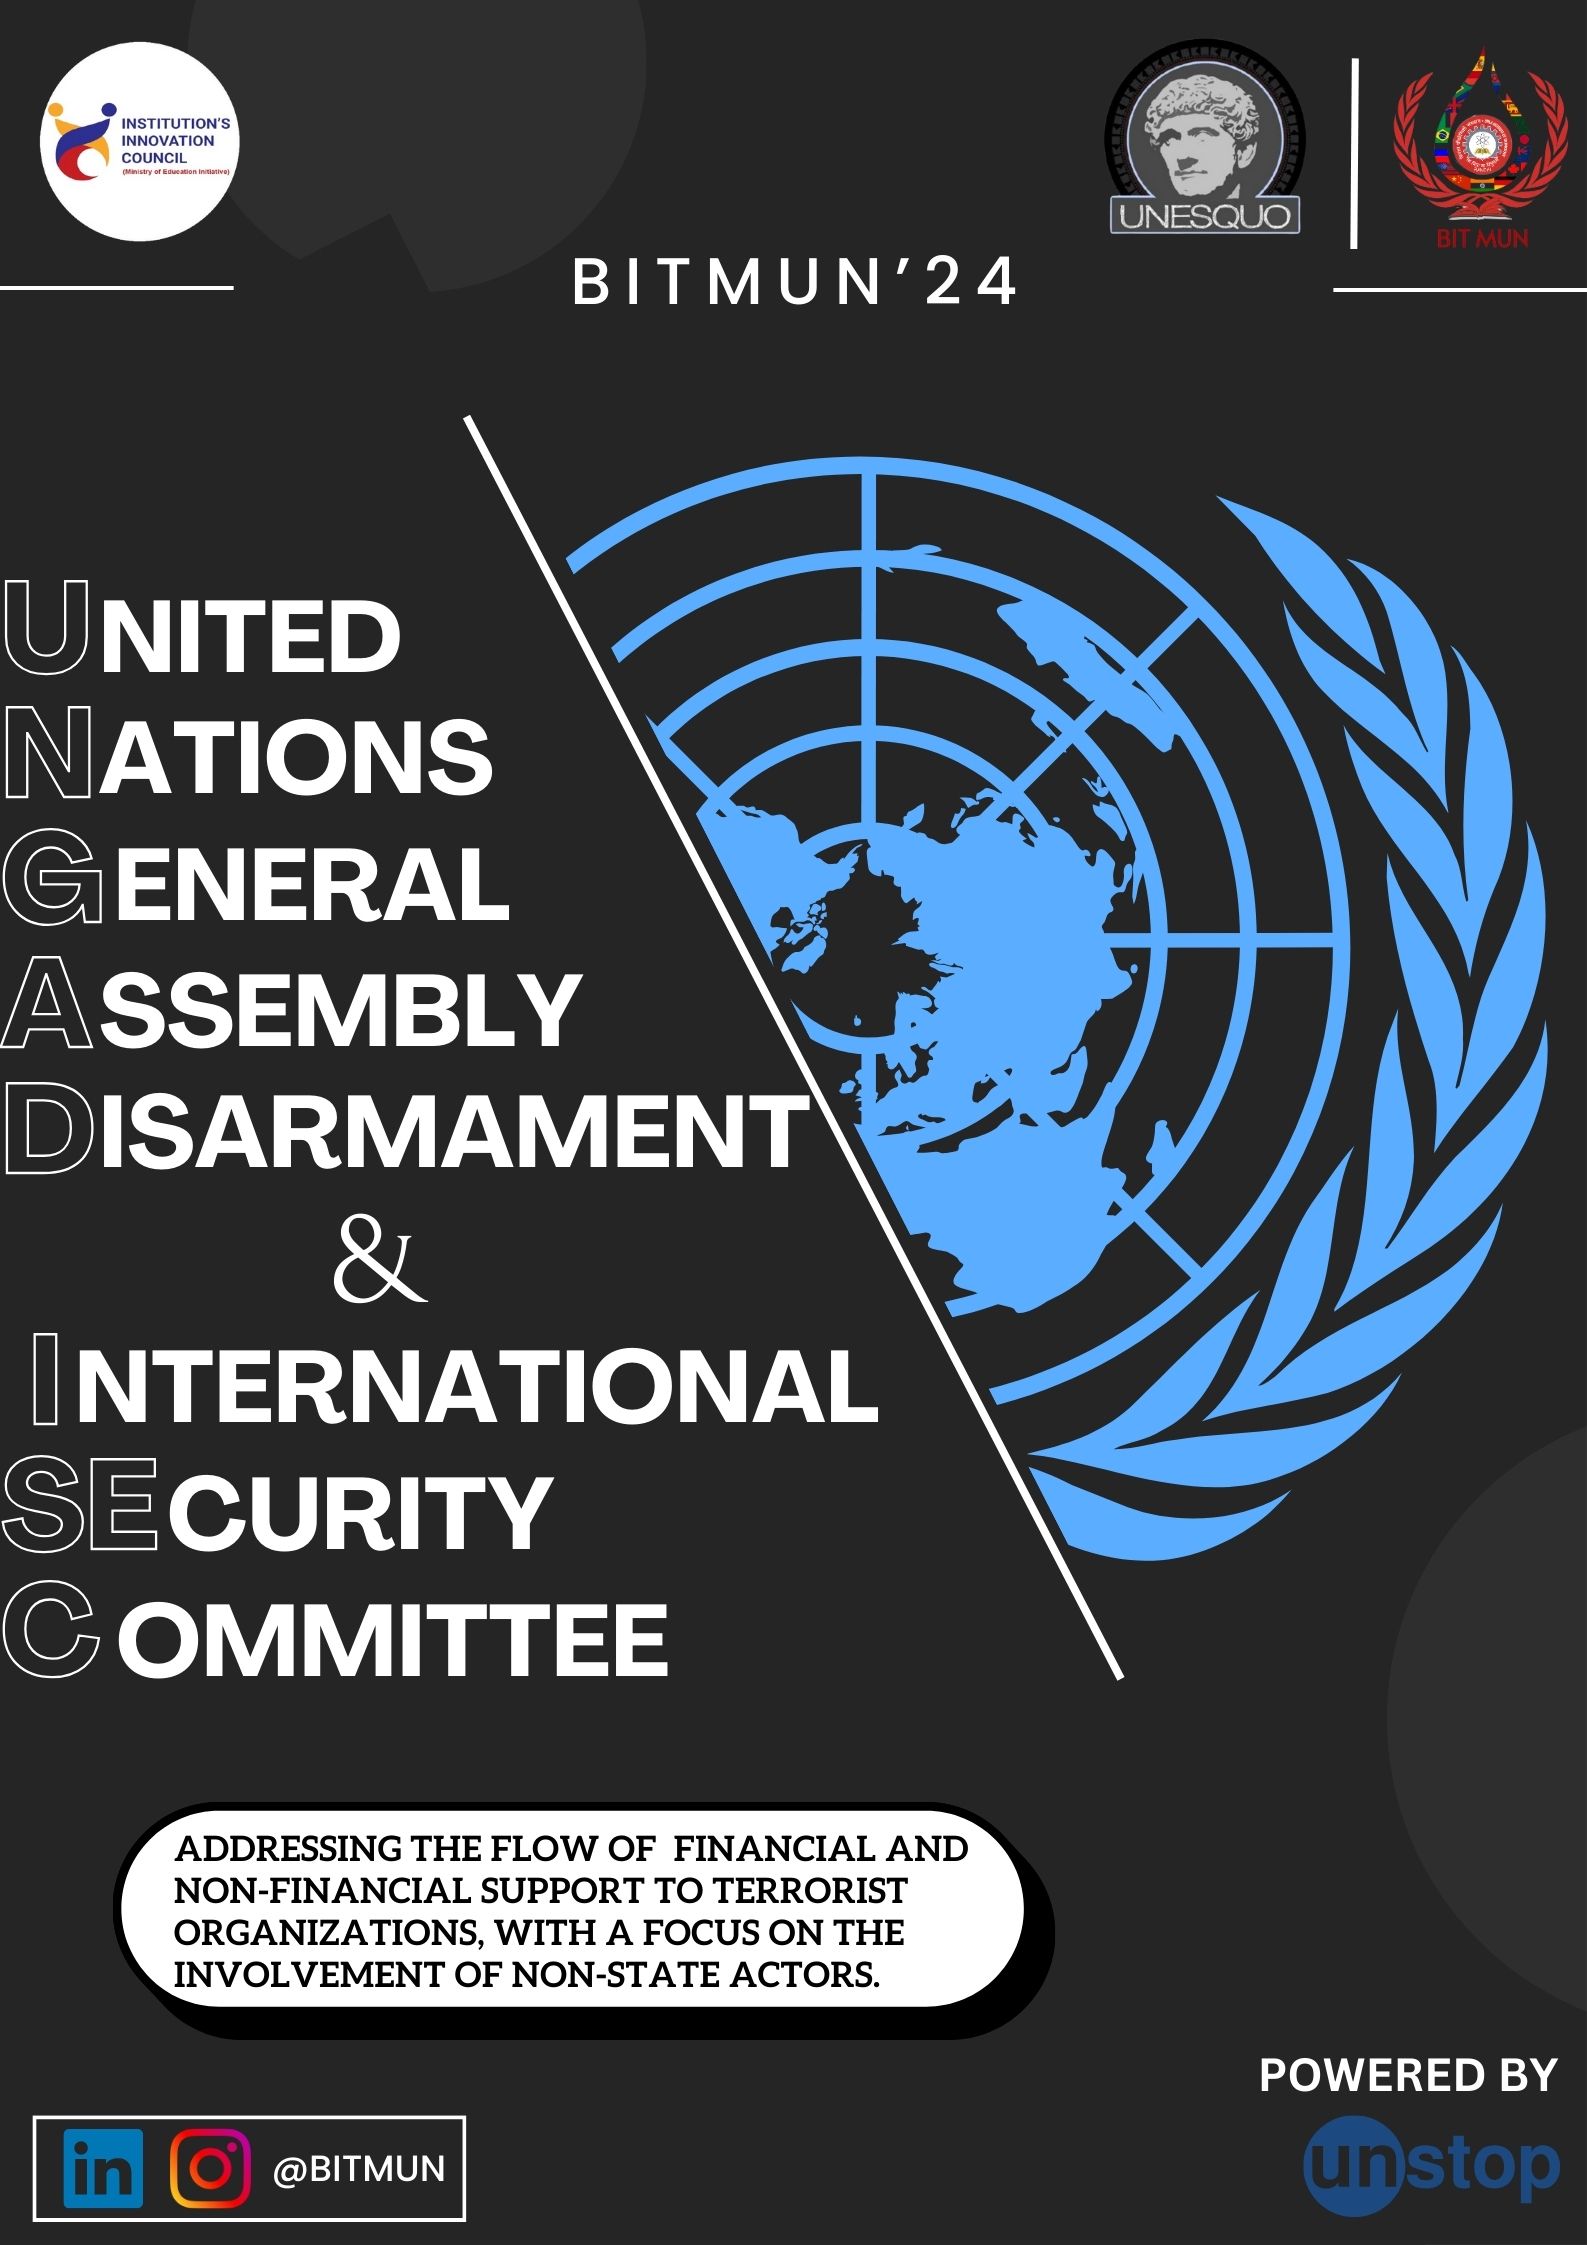 INSTITUTION'S
INNOVATION
COUNCIL
(Ministry of Education Initiative)
UNESQUO
BIT MUN
BITMUN'24
UNITED
NATIONS
GENERAL
ASSEMBLY
DISARMAMENT
&
INTERNATIONAL
SECURITY
COMMITTEE
ADDRESSING THE FLOW OF FINANCIAL AND
NON-FINANCIAL SUPPORT TO TERRORIST
ORGANIZATIONS, WITH A FOCUS ON THE
INVOLVEMENT OF NON-STATE ACTORS.
POWERED BY
unstop
in
@BITMUN